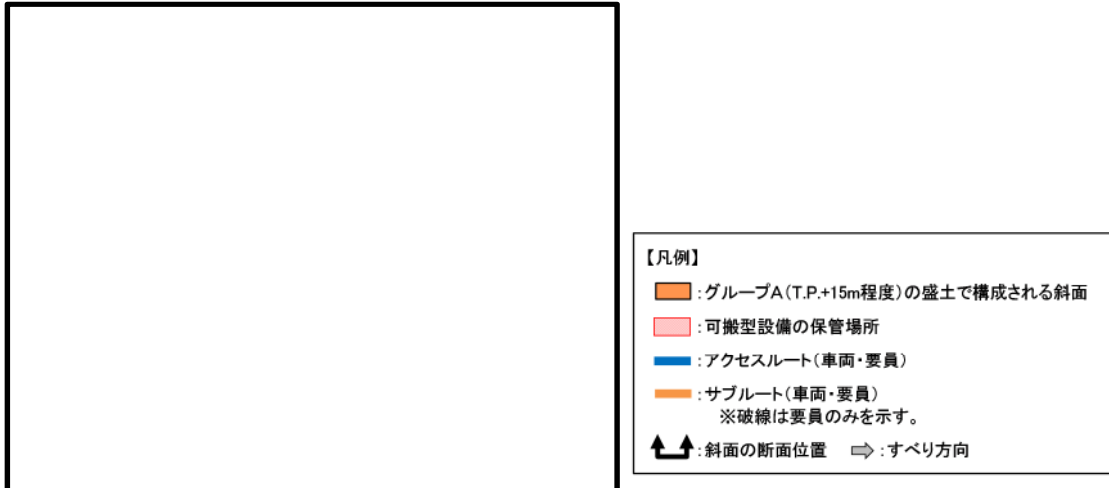 【凡例】
:グループA(T.P.+15m程度)の盛土で構成される斜面
:可搬型設備の保管場所
:アクセスルート(車両・要員)
:サブルート(車両・要員)
※破線は要員のみを示す。
:斜面の断面位置 :すべり方向